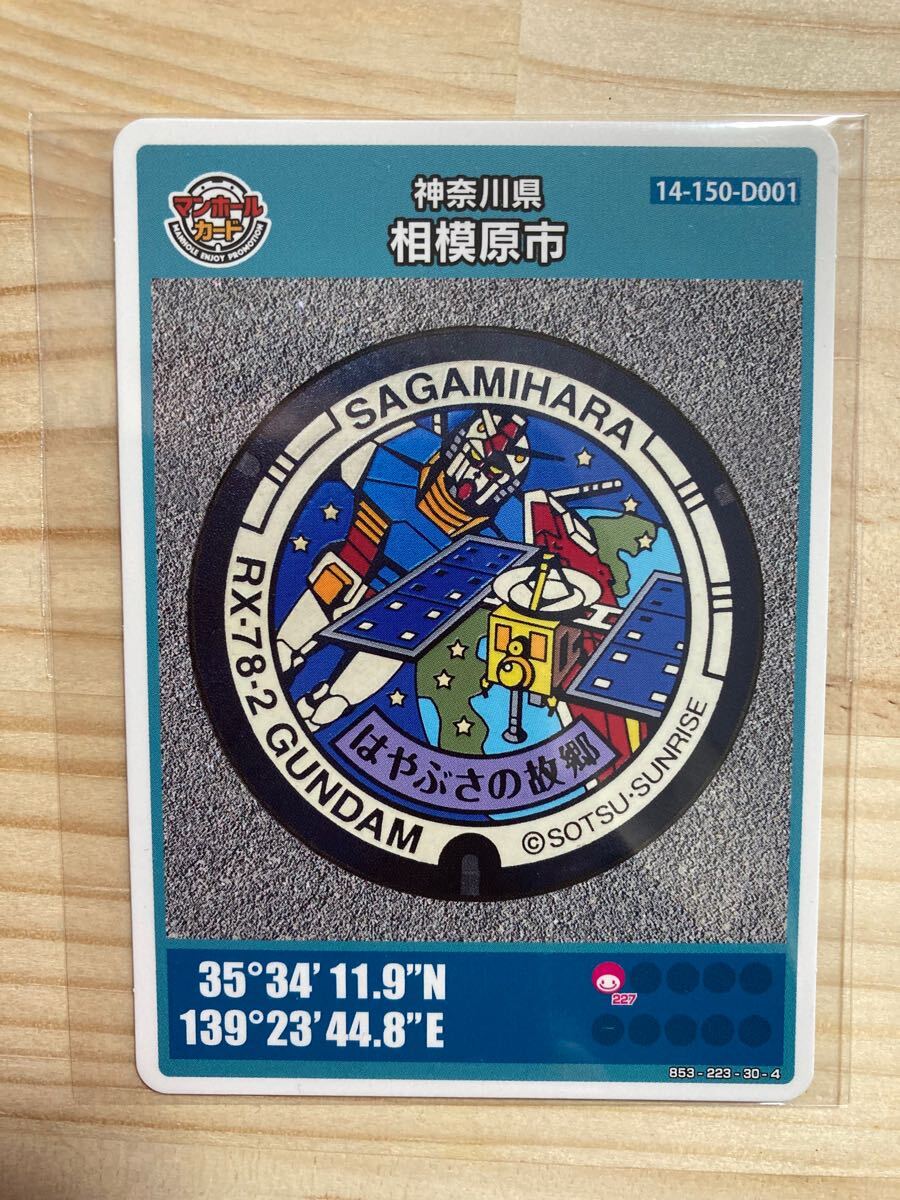 マンホール
カード
MANHOLE ENJOY PROMOTION
神奈川県
相模原市
14-150-D001
SAGAMIHARA
RX-78-2 GUNDAM
はやぶさの故郷
©SOTSU・SUNRISE
35°34’11.9”N
139°23’44.8”E
227
853-223-30-4